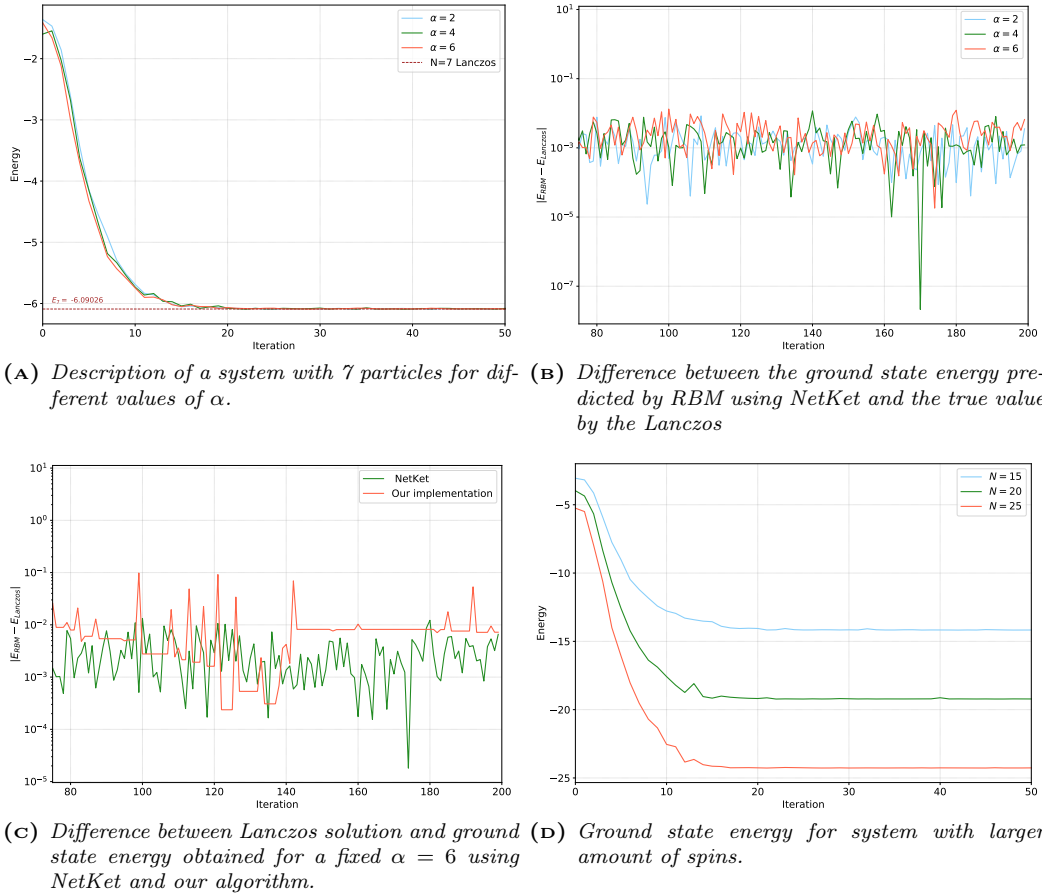 α = 2
α = 4
α = 6
N=7 Lanczos
−2
−3
−4
−5
−6
Energy
E₇ = -6.09026
0
10
20
30
40
50
Iteration
(A) Description of a system with 7 particles for dif-
ferent values of α.
α = 2
α = 4
α = 6
10¹
10⁻¹
10⁻³
10⁻⁵
10⁻⁷
|E_RBM − E_Lanczos|
80
100
120
140
160
180
200
Iteration
(B) Difference between the ground state energy pre-
dicted by RBM using NetKet and the true value
by the Lanczos
NetKet
Our implementation
10¹
10⁰
10⁻¹
10⁻²
10⁻³
10⁻⁴
10⁻⁵
|E_RBM − E_Lanczos|
80
100
120
140
160
180
200
Iteration
(C) Difference between Lanczos solution and ground
state energy obtained for a fixed α = 6 using
NetKet and our algorithm.
N = 15
N = 20
N = 25
−5
−10
−15
−20
−25
Energy
0
10
20
30
40
50
Iteration
(D) Ground state energy for system with larger
amount of spins.